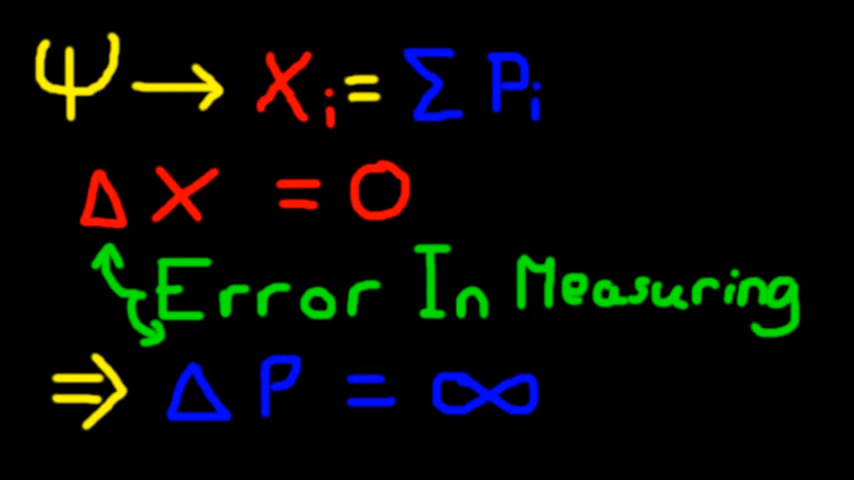 Ψ → Xi = Σ Pi
Δ X = 0
Error In Measuring
⇒ Δ P = ∞